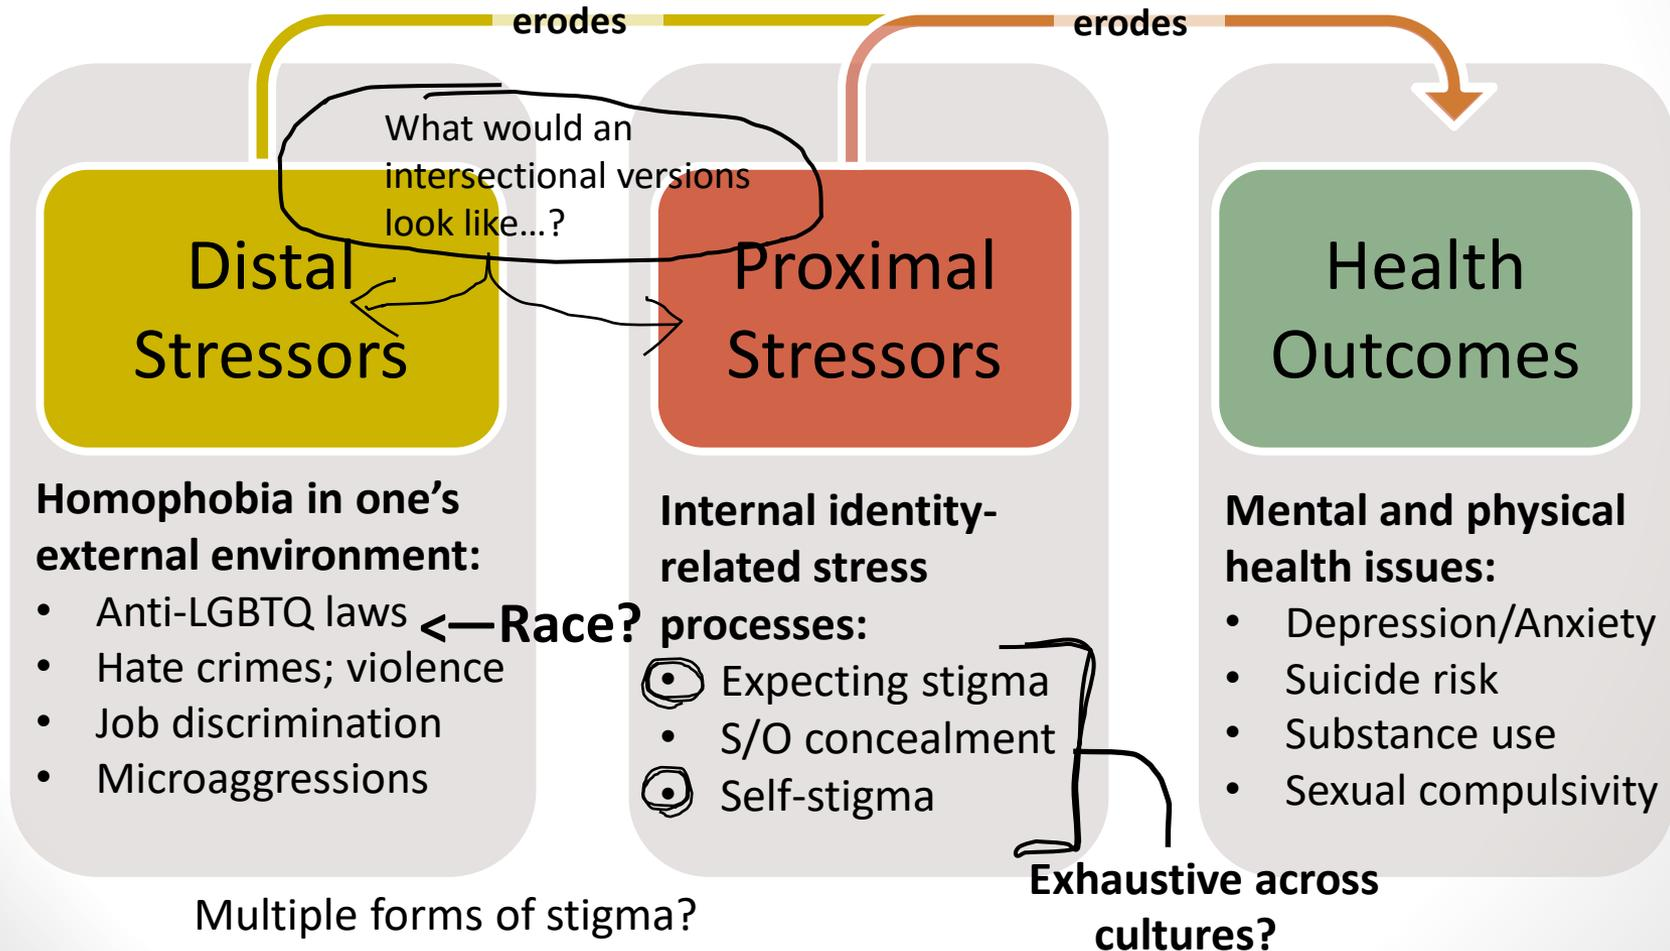 erodes
erodes
What would an
intersectional versions
look like...?
Distal
Stressors
Proximal
Stressors
Health
Outcomes
Homophobia in one’s
external environment:
• Anti-LGBTQ laws
• Hate crimes; violence
• Job discrimination
• Microaggressions
<—Race?
Internal identity-
related stress
processes:
• Expecting stigma
• S/O concealment
• Self-stigma
Mental and physical
health issues:
• Depression/Anxiety
• Suicide risk
• Substance use
• Sexual compulsivity
Multiple forms of stigma?
Exhaustive across
cultures?